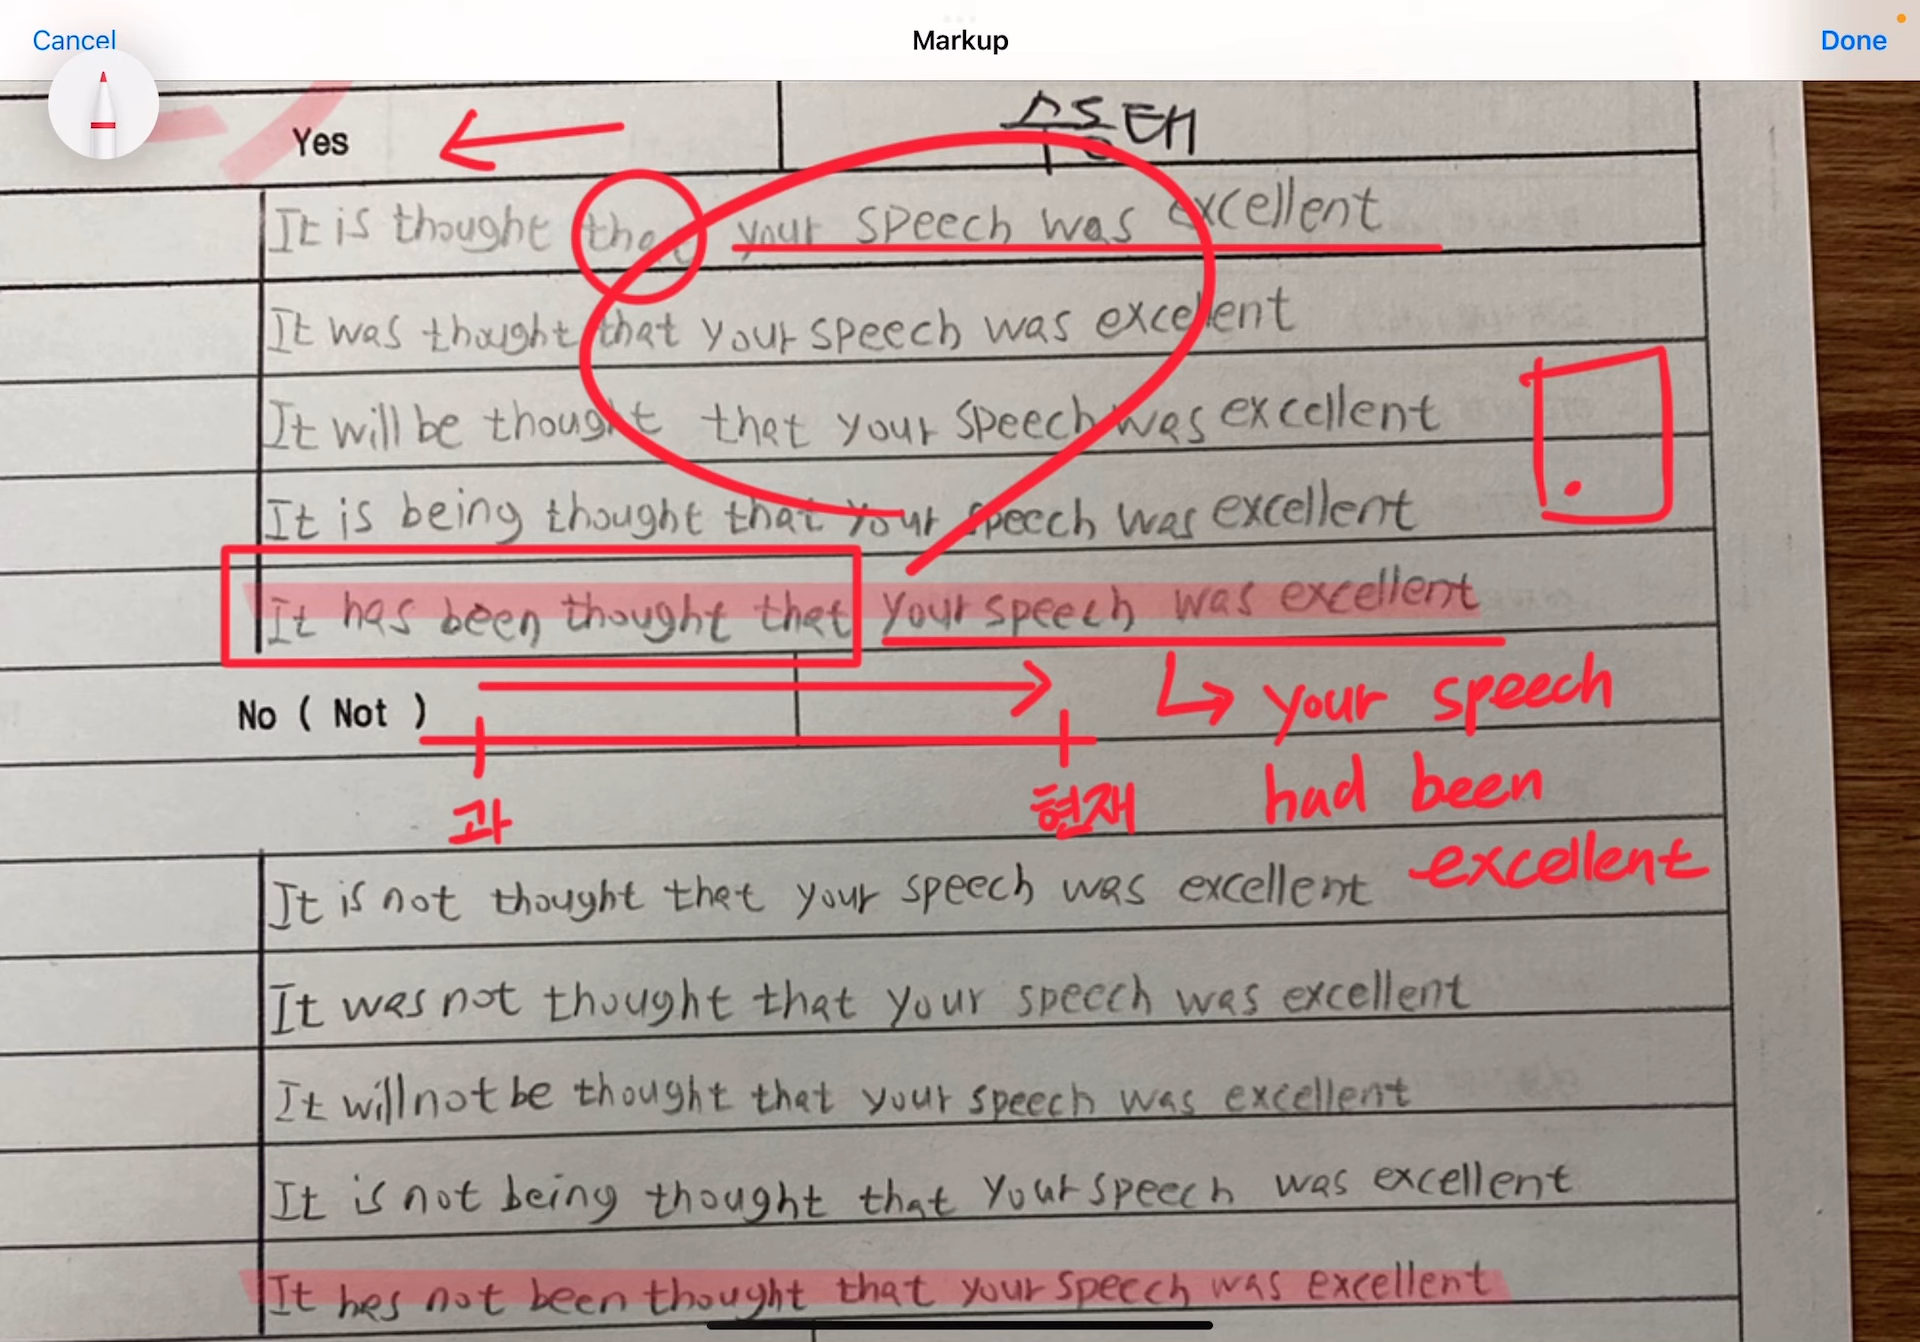 Cancel
Markup
Done
Yes
수동태
It is thought that your speech was excellent
It was thought that your speech was excellent
It will be thought that your speech was excellent
It is being thought that your speech was excellent
It has been thought that your speech was excellent
No ( Not )
your speech
had been
excellent
과
현재
It is not thought that your speech was excellent
It was not thought that your speech was excellent
It will not be thought that your speech was excellent
It is not being thought that your speech was excellent
It hes not been thought that your speech was excellent